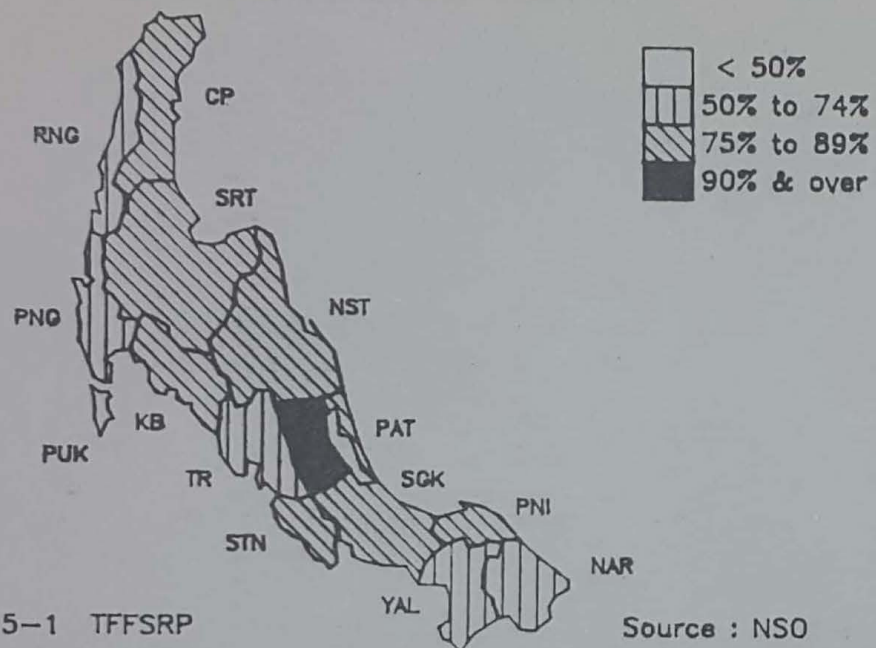 < 50%
50% to 74%
75% to 89%
90% & over
CP
RNG
SRT
PNG
NST
KB
PUK
PAT
TR
SGK
PNI
STN
NAR
YAL
5-1 TFFSRP
Source : NSO